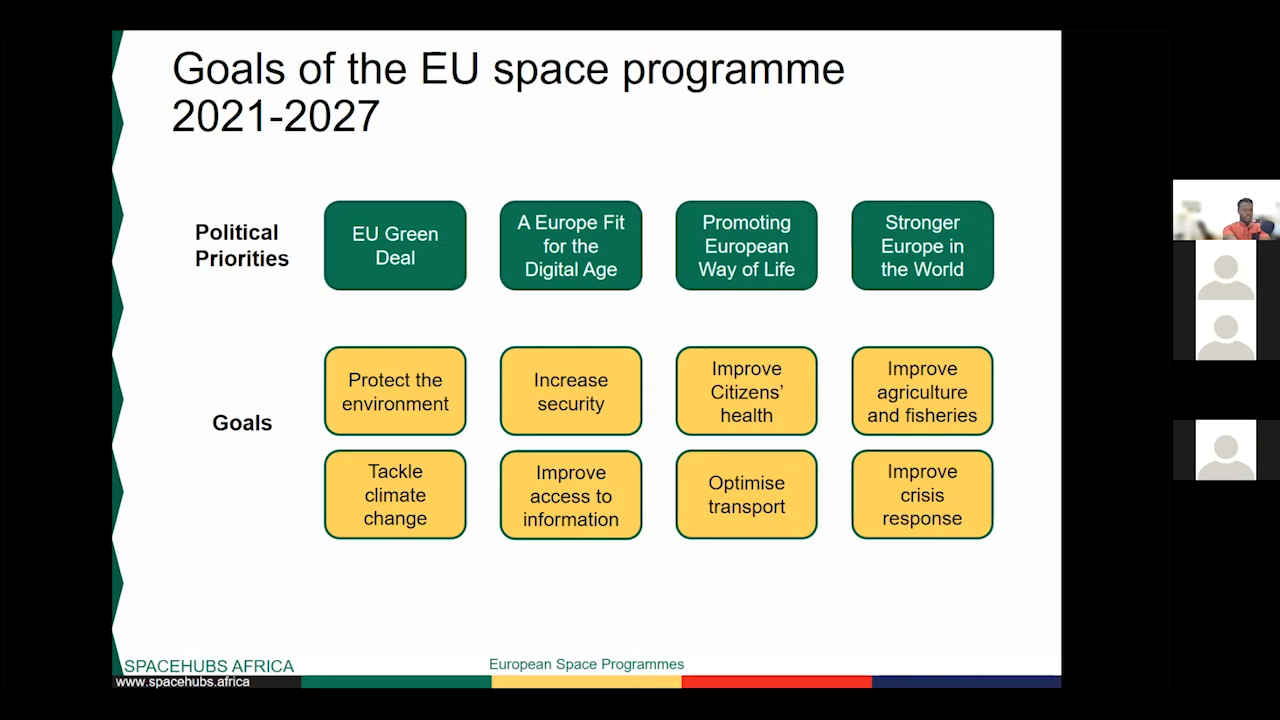 Goals of the EU space programme
2021-2027
Political
Priorities
EU Green
Deal
A Europe Fit
for the
Digital Age
Promoting
European
Way of Life
Stronger
Europe in
the World
Goals
Protect the
environment
Increase
security
Improve
Citizens’
health
Improve
agriculture
and fisheries
Tackle
climate
change
Improve
access to
information
Optimise
transport
Improve
crisis
response
SPACEHUBS AFRICA
European Space Programmes
www.spacehubs.africa